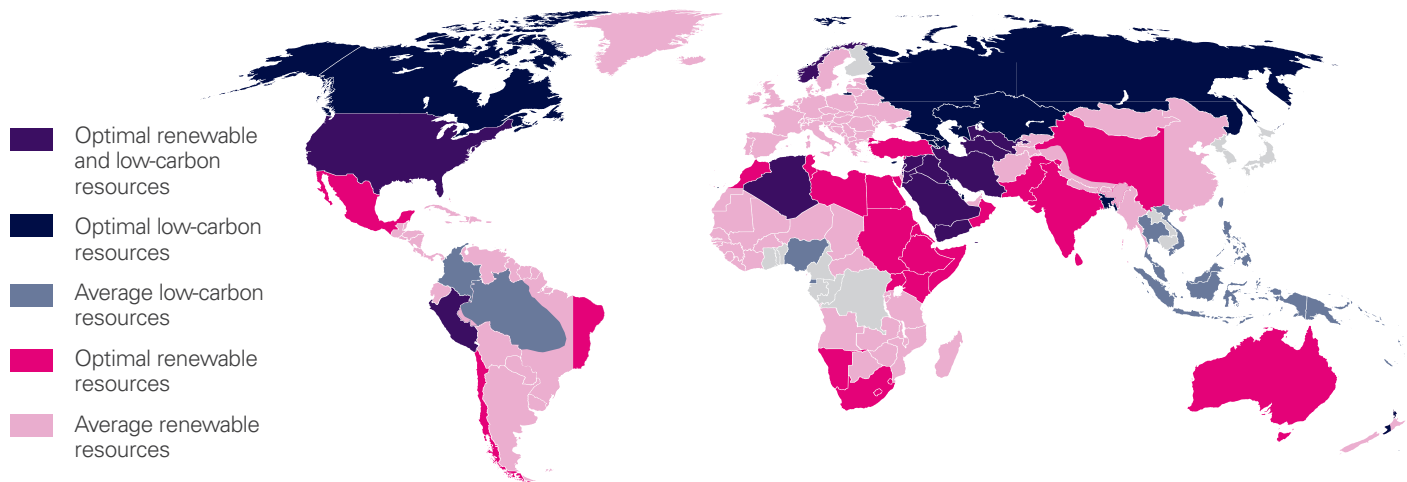 Optimal renewable
and low-carbon
resources
Optimal low-carbon
resources
Average low-carbon
resources
Optimal renewable
resources
Average renewable
resources